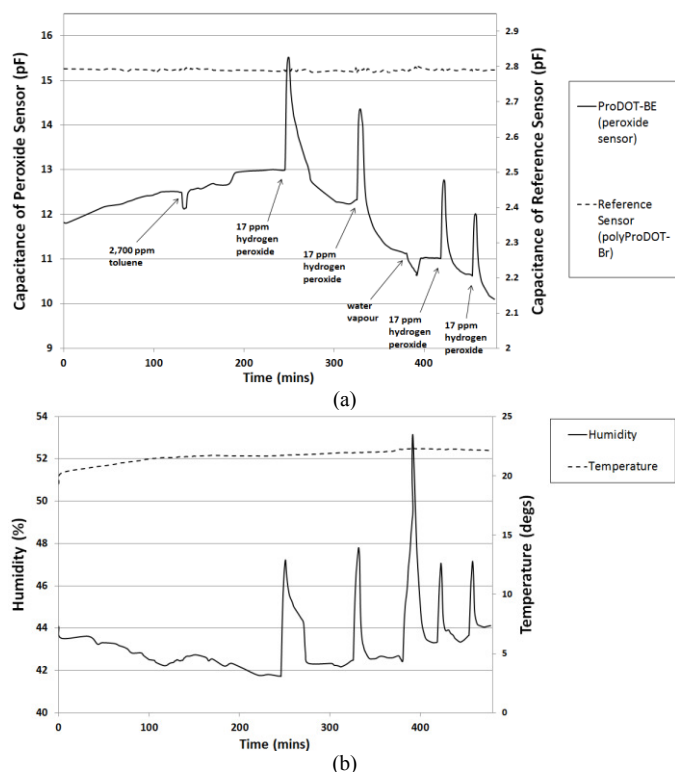 16
15
14
13
12
11
10
9
Capacitance of Peroxide Sensor (pF)
2.9
2.8
2.7
2.6
2.5
2.4
2.3
2.2
2.1
2
Capacitance of Reference Sensor (pF)
2,700 ppm
toluene
17 ppm
hydrogen
peroxide
17 ppm
hydrogen
peroxide
water
vapour
17 ppm
hydrogen
peroxide
17 ppm
hydrogen
peroxide
0
100
200
300
400
Time (mins)
ProDOT-BE
(peroxide
sensor)
Reference
Sensor
(polyProDOT-
Br)
(a)
54
52
50
48
46
44
42
40
Humidity (%)
25
20
15
10
5
0
Temperature (degs)
0
100
200
300
400
Time (mins)
Humidity
Temperature
(b)